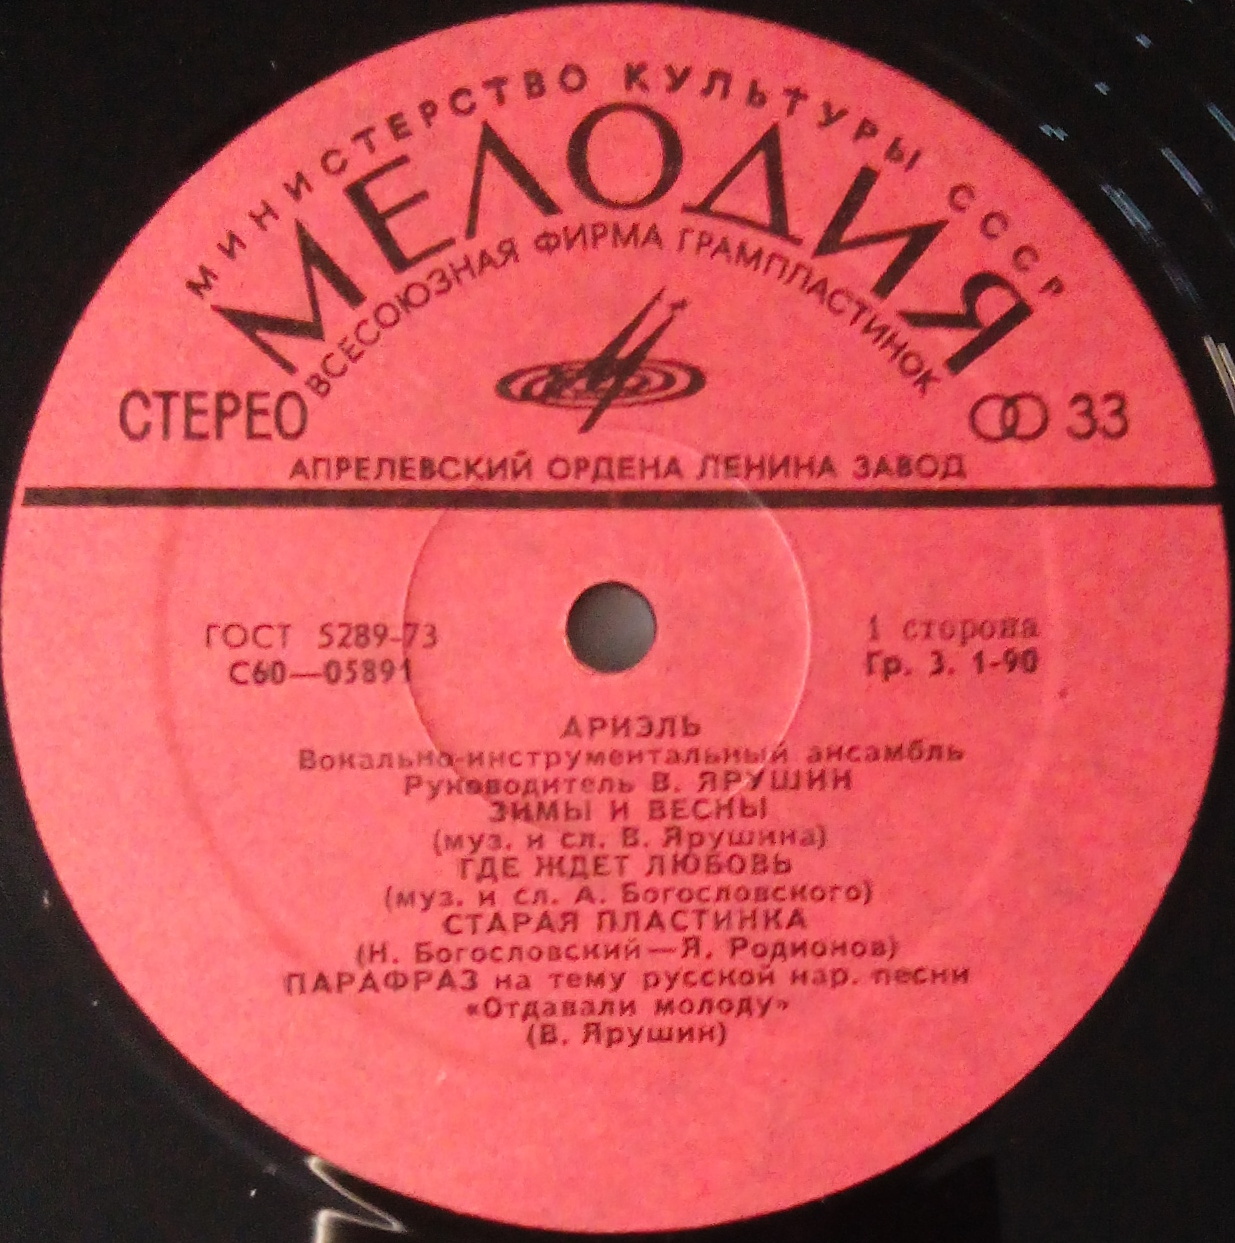 МИНИСТЕРСТВО КУЛЬТУРЫ СССР
МЕЛОДИЯ
ВСЕСОЮЗНАЯ ФИРМА ГРАМПЛАСТИНОК
СТЕРЕО
33
АПРЕЛЕВСКИЙ ОРДЕНА ЛЕНИНА ЗАВОД
ГОСТ 5289-73
С60—05891
1 сторона
Гр. 3. 1-90
АРИЭЛЬ
Вокально-инструментальный ансамбль
Руководитель В. ЯРУШИН
ЗИМЫ И ВЕСНЫ
(муз. и сл. В. Ярушина)
ГДЕ ЖДЕТ ЛЮБОВЬ
(муз. и сл. А. Богословского)
СТАРАЯ ПЛАСТИНКА
(Н. Богословский—Я. Родионов)
ПАРАФРАЗ на тему русской нар. песни
«Отдавали молоду»
(В. Ярушин)